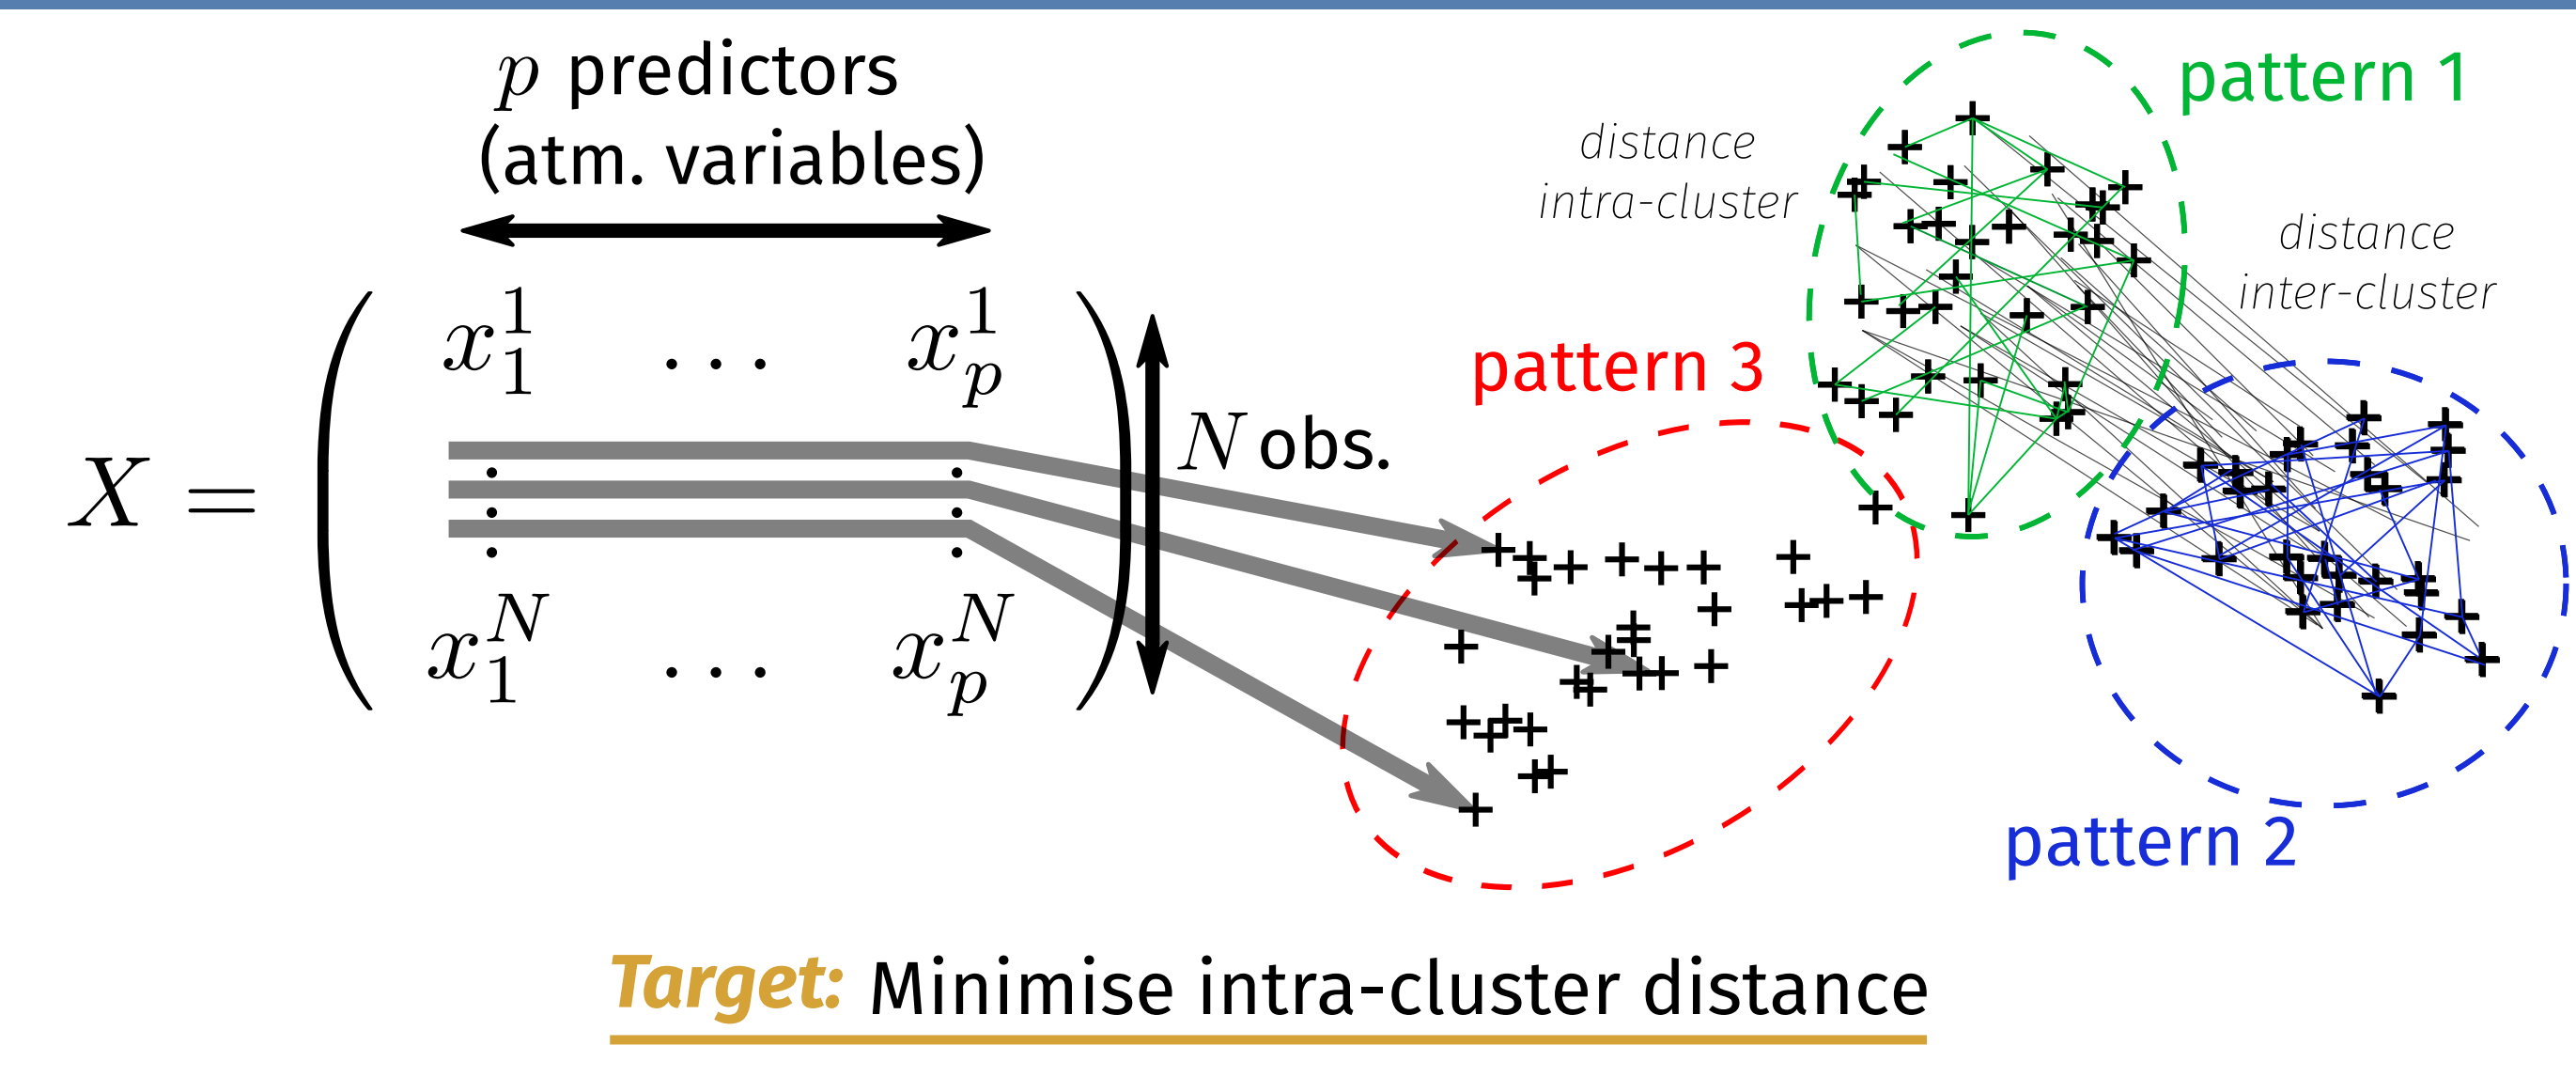 p predictors
(atm. variables)
X =
x_1^1 ... x_p^1
x_1^N ... x_p^N
N obs.
distance
intra-cluster
pattern 1
distance
inter-cluster
pattern 3
pattern 2
Target: Minimise intra-cluster distance